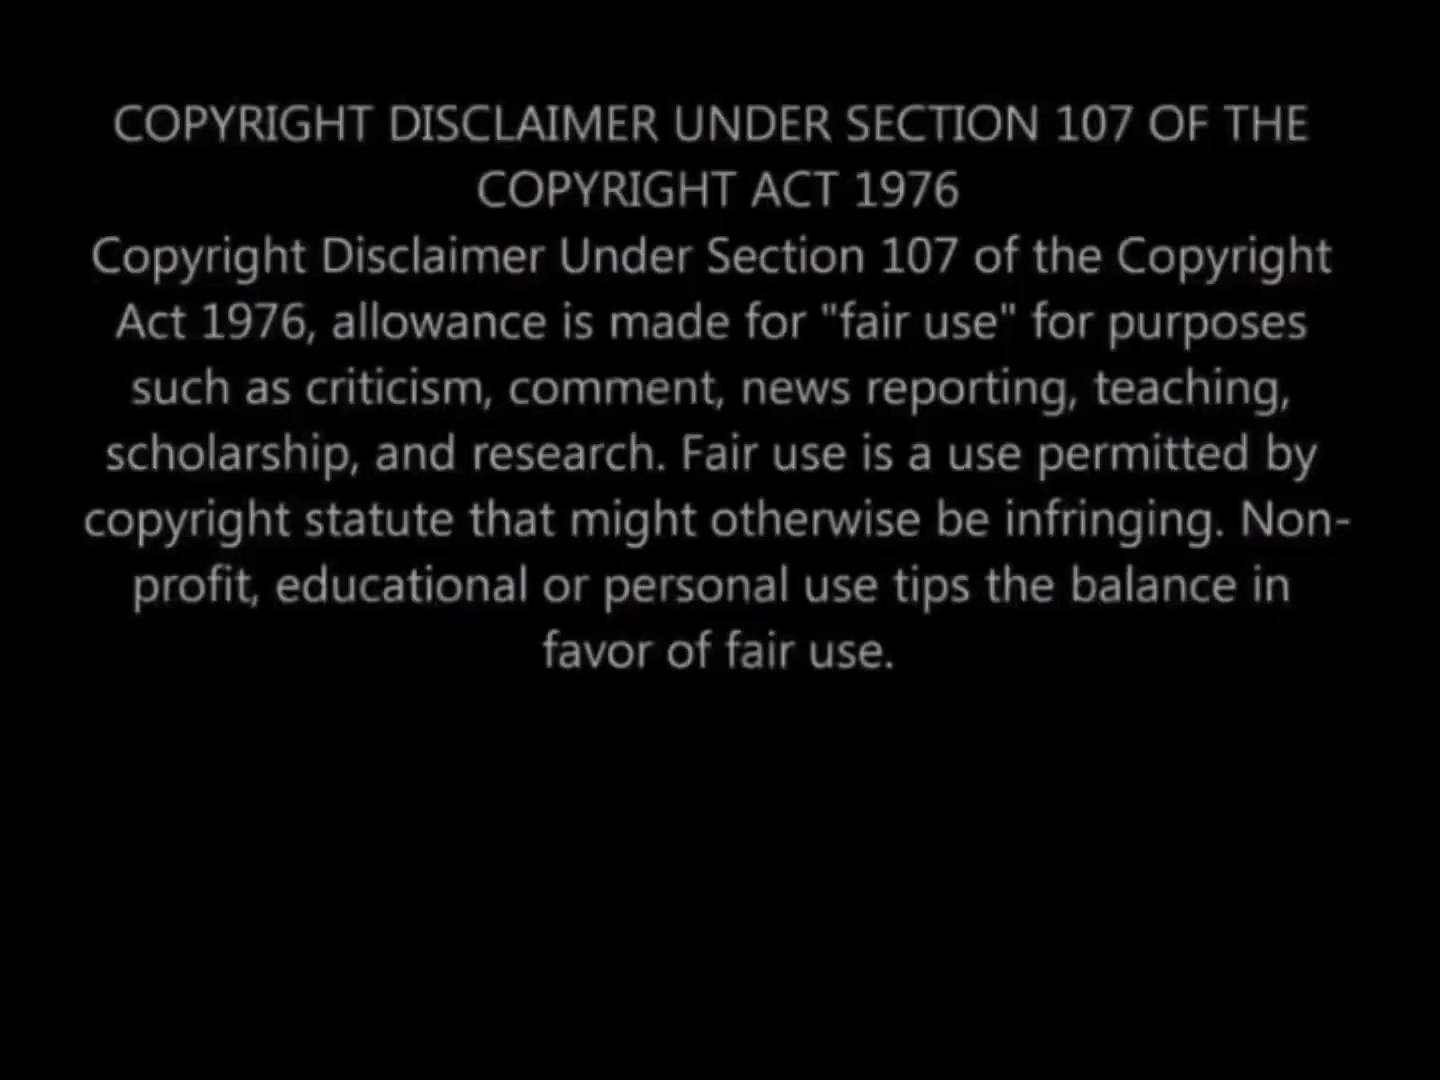 COPYRIGHT DISCLAIMER UNDER SECTION 107 OF THE
COPYRIGHT ACT 1976
Copyright Disclaimer Under Section 107 of the Copyright
Act 1976, allowance is made for "fair use" for purposes
such as criticism, comment, news reporting, teaching,
scholarship, and research. Fair use is a use permitted by
copyright statute that might otherwise be infringing. Non-
profit, educational or personal use tips the balance in
favor of fair use.